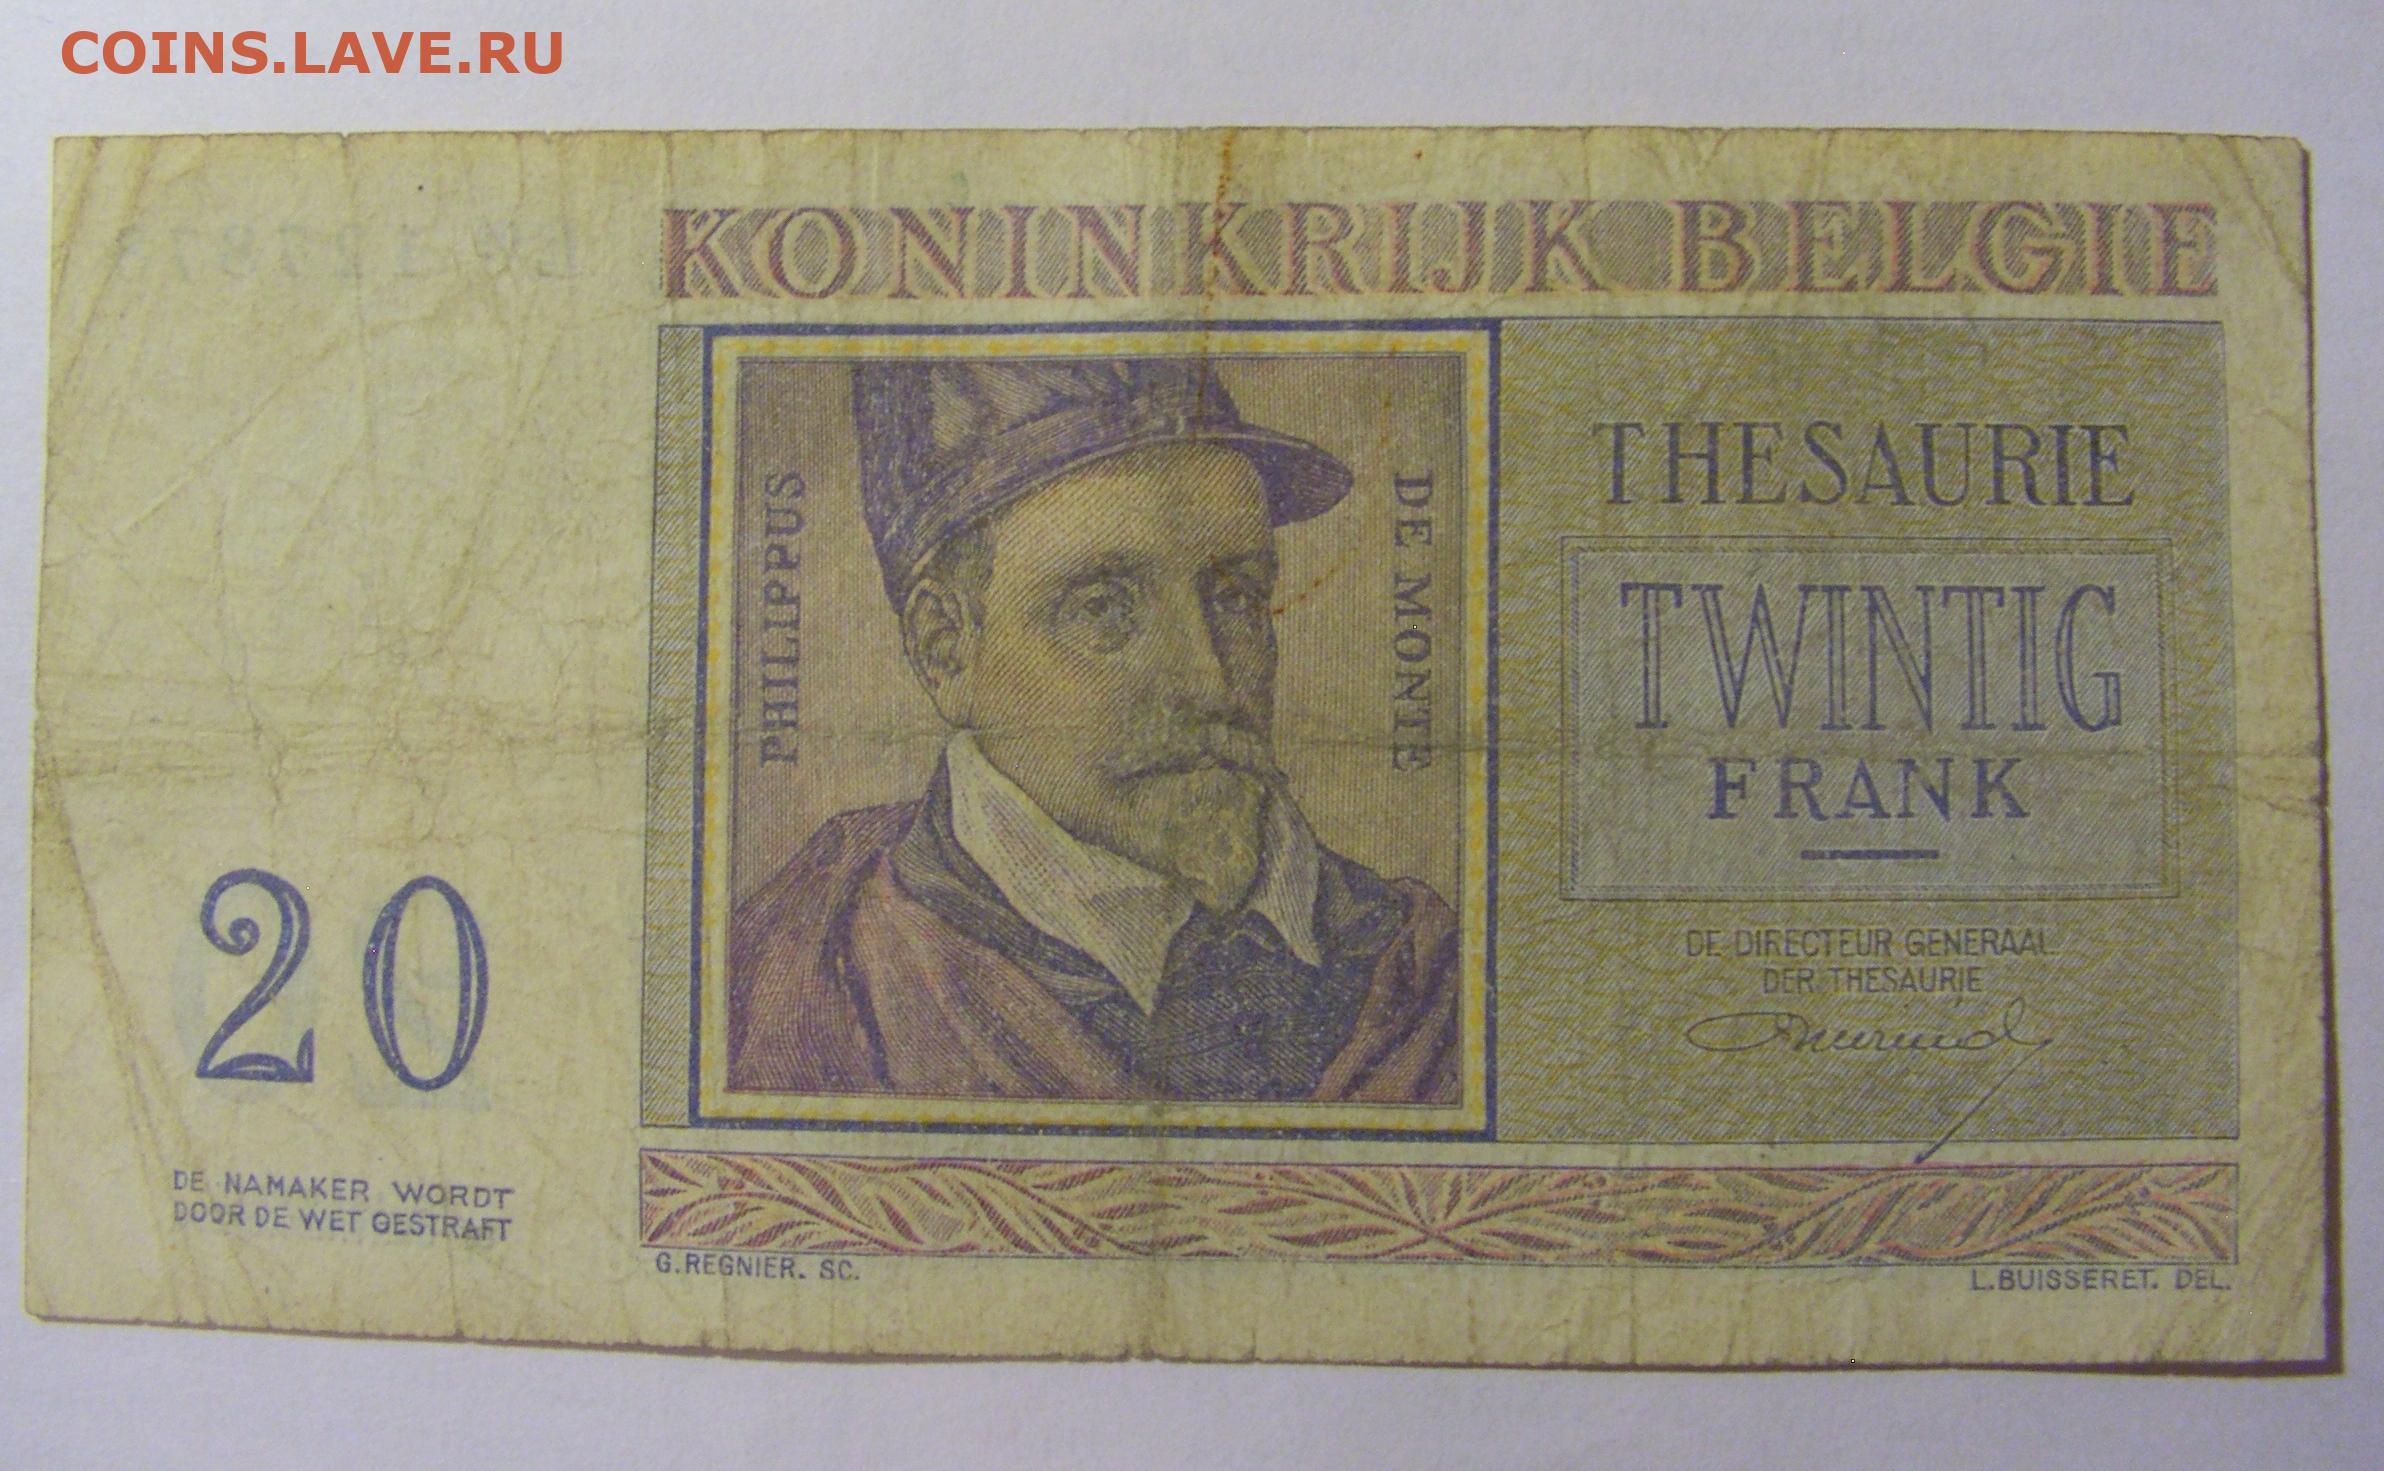 COINS.LAVE.RU
KONINKRIJK BELGIE
PHILIPPUS
DE MONTE
THESAURIE
TWINTIG
FRANK
DE DIRECTEUR GENERAAL
DER THESAURIE
20
DE NAMAKER WORDT
DOOR DE WET GESTRAFT
G.REGNIER. SC.
L.BUISSERET. DEL.